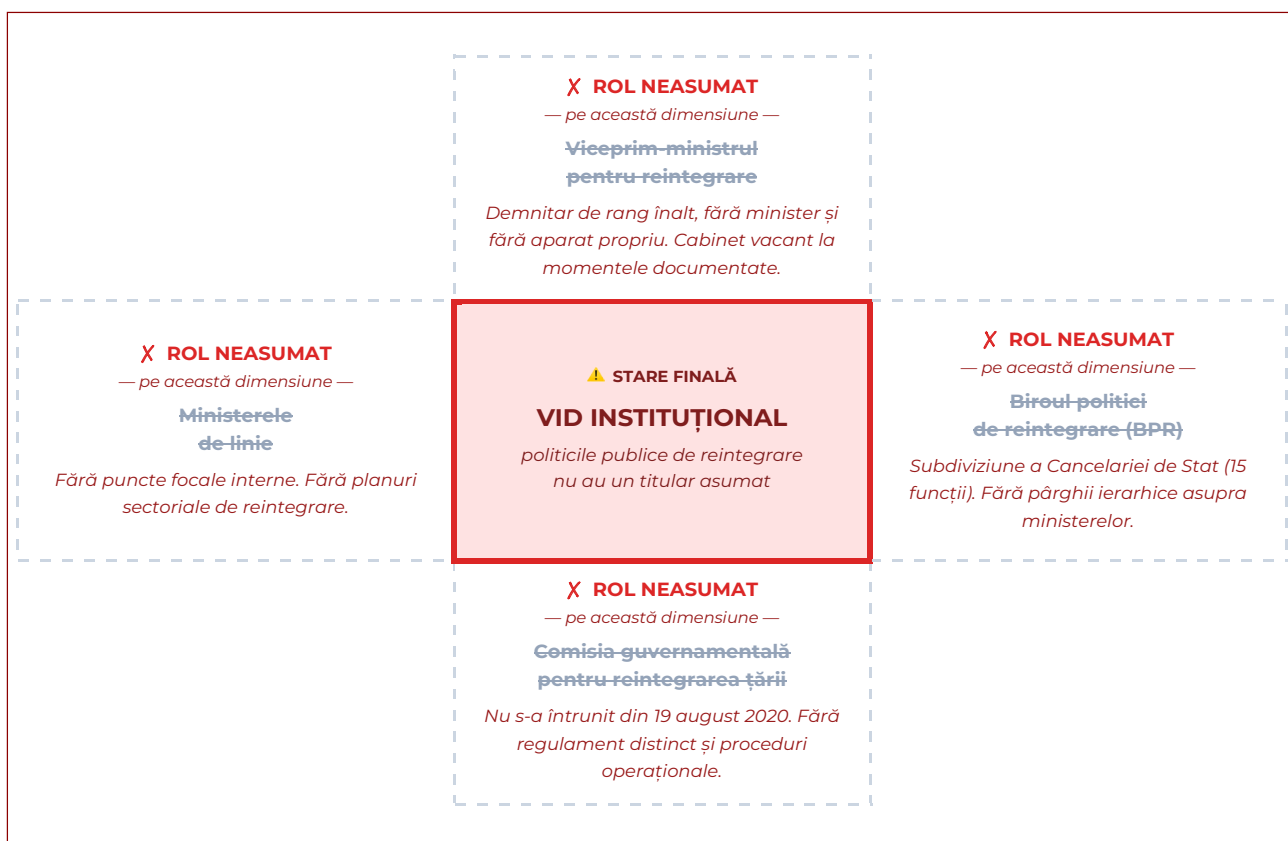 ✗ ROL NEASUMAT
— pe această dimensiune —
Viceprim-ministrul
pentru reintegrare
Demnitar de rang înalt, fără minister și
fără aparat propriu. Cabinet vacant la
momentele documentate.
✗ ROL NEASUMAT
— pe această dimensiune —
Ministerele
de linie
Fără puncte focale interne. Fără planuri
sectoriale de reintegrare.
⚠ STARE FINALĂ
VID INSTITUȚIONAL
politicile publice de reintegrare
nu au un titular asumat
✗ ROL NEASUMAT
— pe această dimensiune —
Biroul politici
de reintegrare (BPR)
Subdiviziune a Cancelariei de Stat (15
funcții). Fără pârghii ierarhice asupra
ministerelor.
✗ ROL NEASUMAT
— pe această dimensiune —
Comisia guvernamentală
pentru reintegrarea țării
Nu s-a întrunit din 19 august 2020. Fără
regulament distinct și proceduri
operaționale.